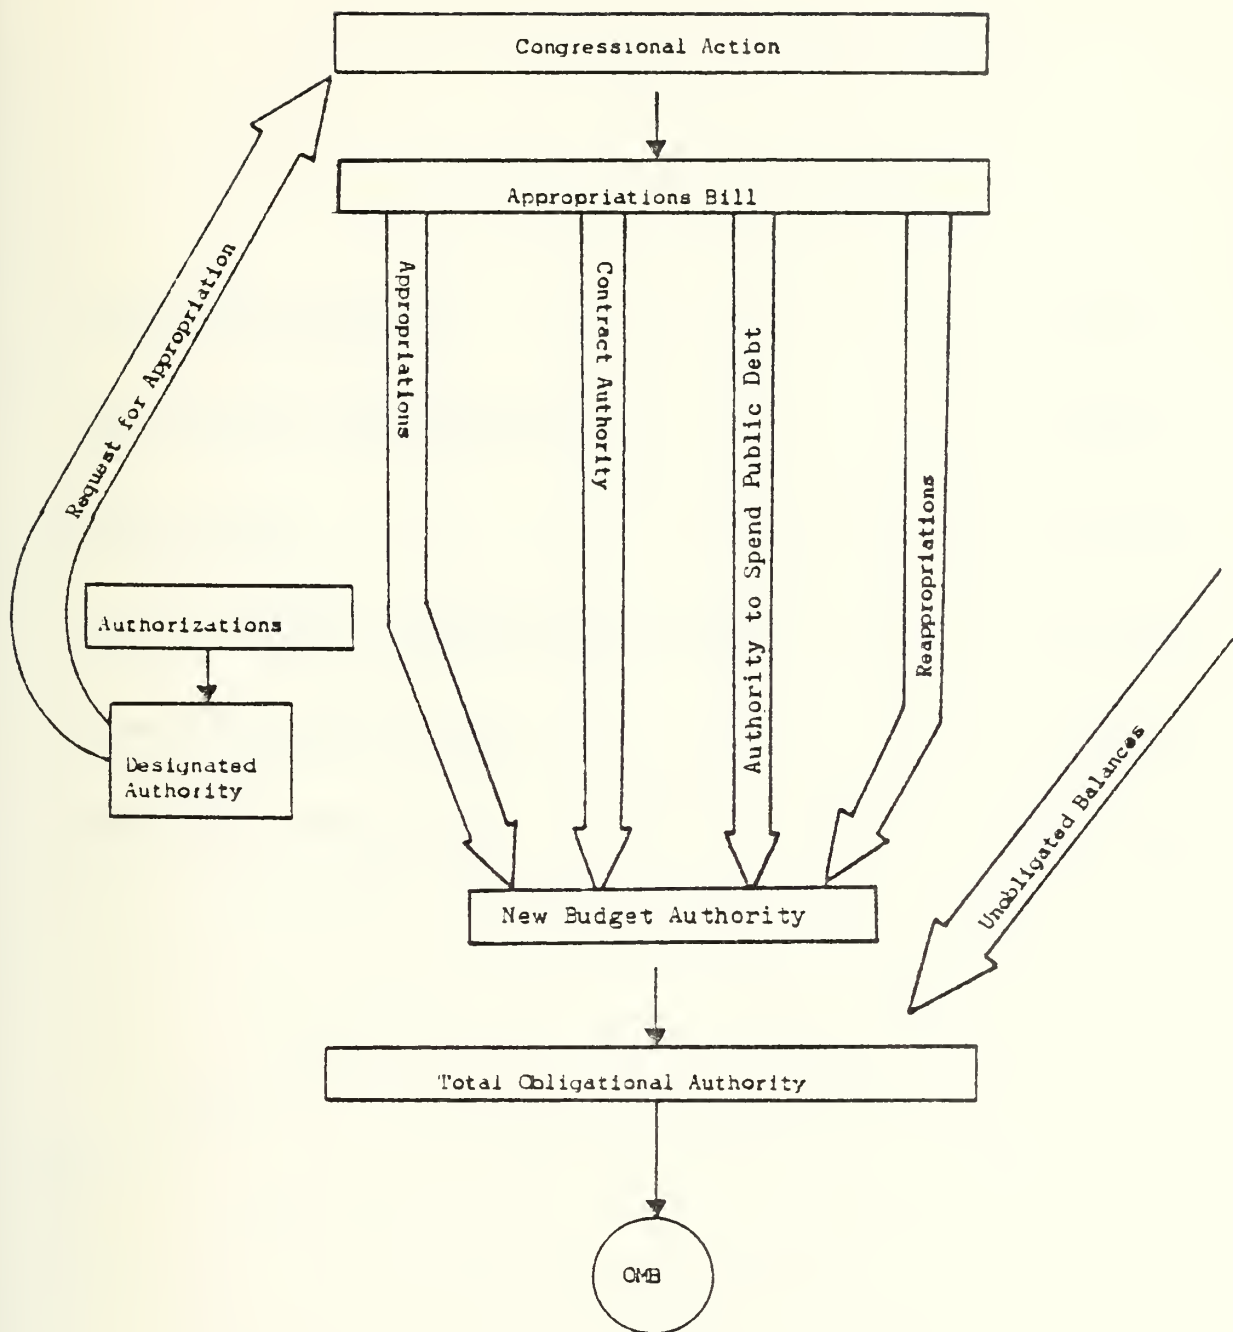 Congressional Action
Appropriations Bill
Request for Appropriation
Appropriations
Contract Authority
Authority to Spend Public Debt
Reappropriations
Authorizations
Designated
Authority
Unobligated Balances
New Budget Authority
Total Obligational Authority
OMB